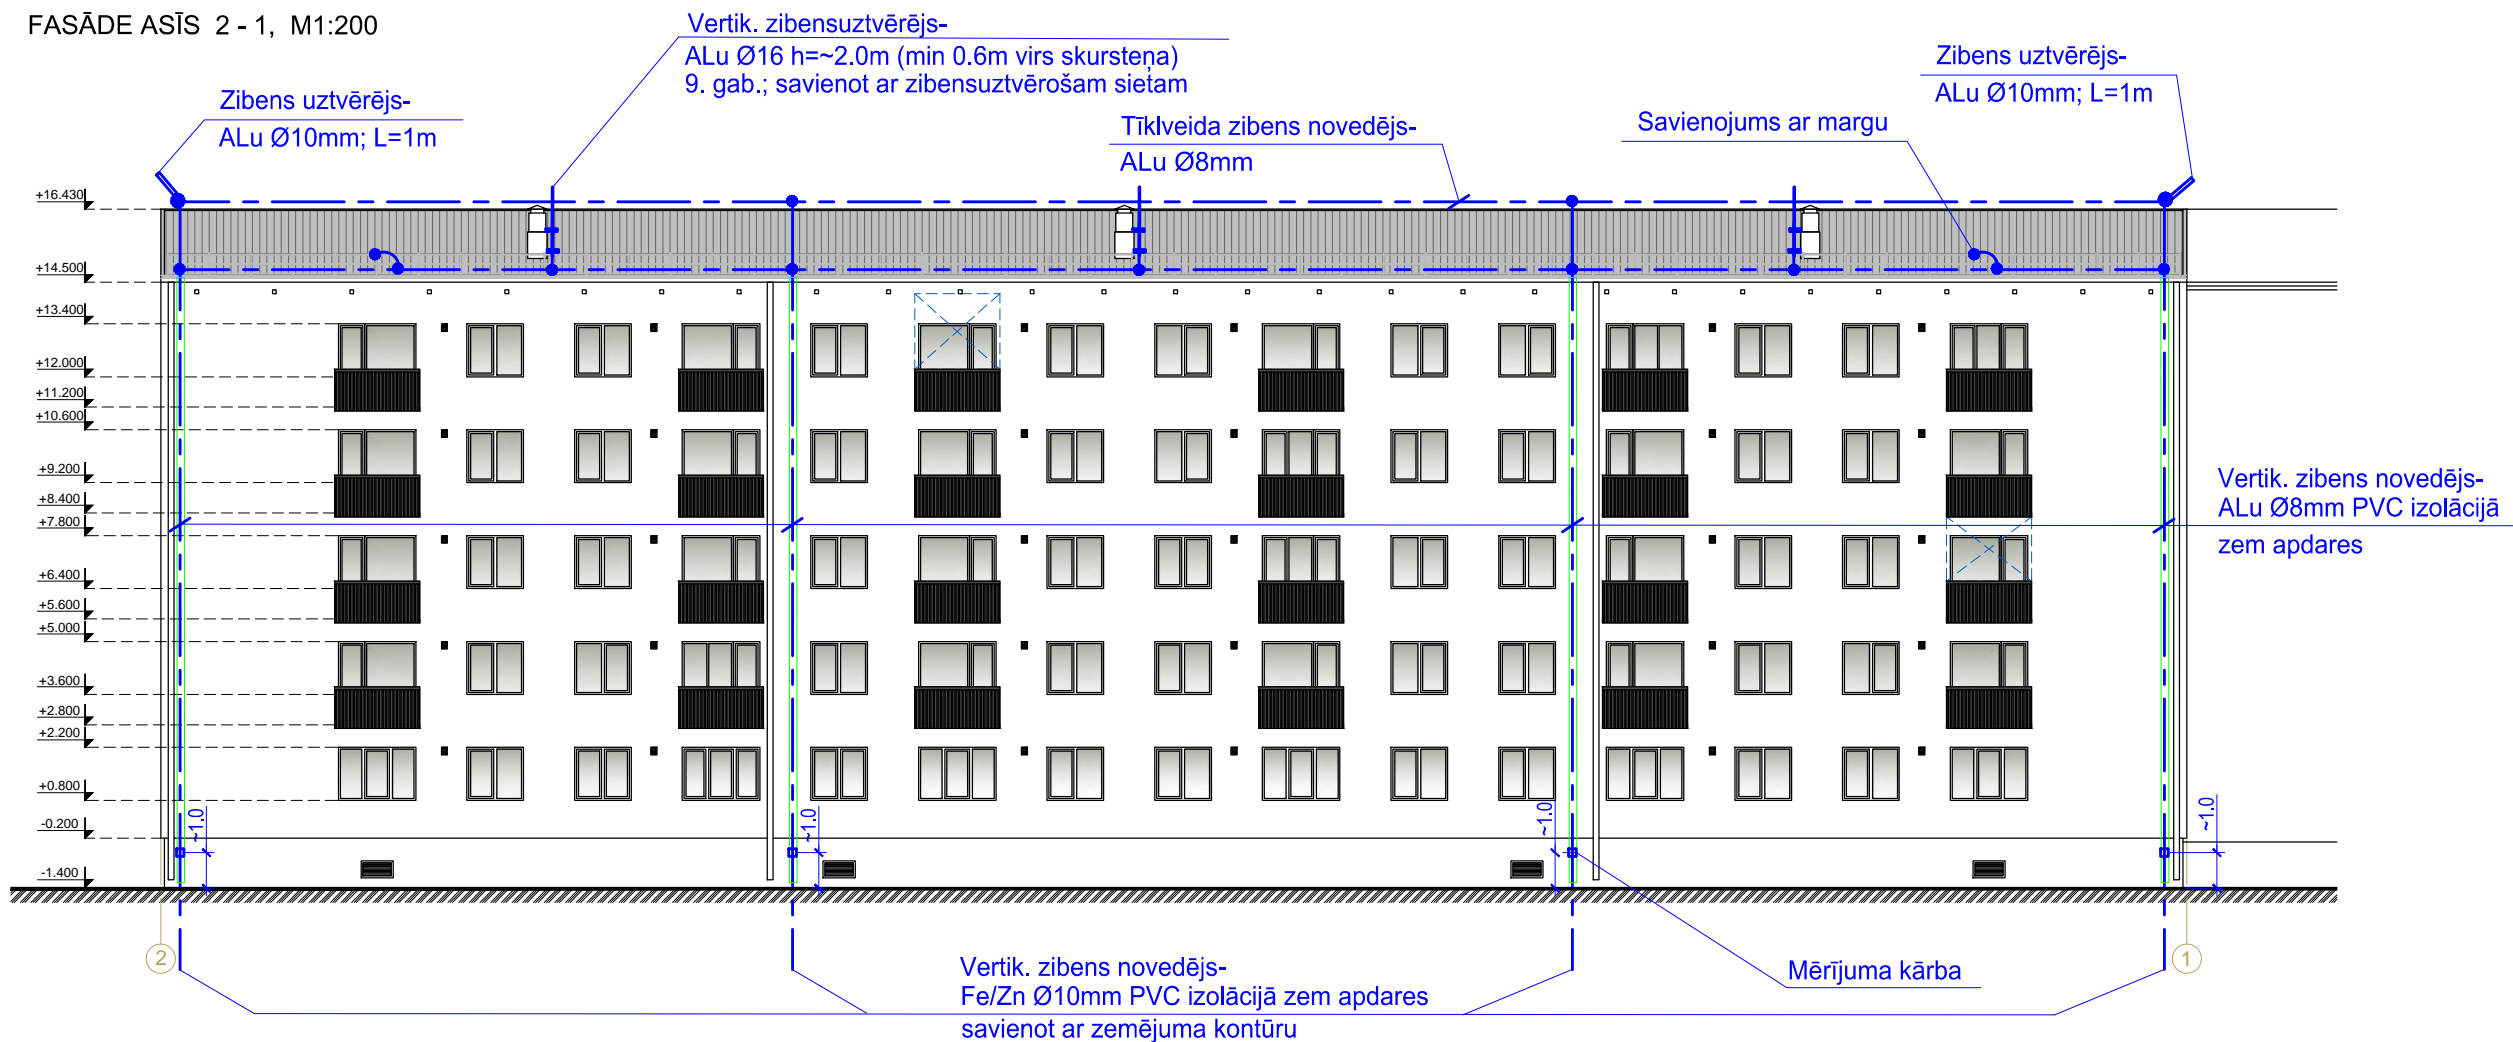 FASĀDE ASĪS 2 - 1, M1:200
Vertik. zibensuztvērējs-
ALu Ø16 h=~2.0m (min 0.6m virs skursteņa)
9. gab.; savienot ar zibensuztvērošam sietam
Zibens uztvērējs-
ALu Ø10mm; L=1m
Zibens uztvērējs-
ALu Ø10mm; L=1m
Tīklveida zibens novedējs-
ALu Ø8mm
Savienojums ar margu
+16.430
+14.500
+13.400
+12.000
+11.200
+10.600
+9.200
+8.400
+7.800
+6.400
+5.600
+5.000
+3.600
+2.800
+2.200
+0.800
-0.200
-1.400
Vertik. zibens novedējs-
ALu Ø8mm PVC izolācijā
zem apdares
~1.0
~1.0
~1.0
~1.0
2
1
Vertik. zibens novedējs-
Fe/Zn Ø10mm PVC izolācijā zem apdares
savienot ar zemējuma kontūru
Mērījuma kārba